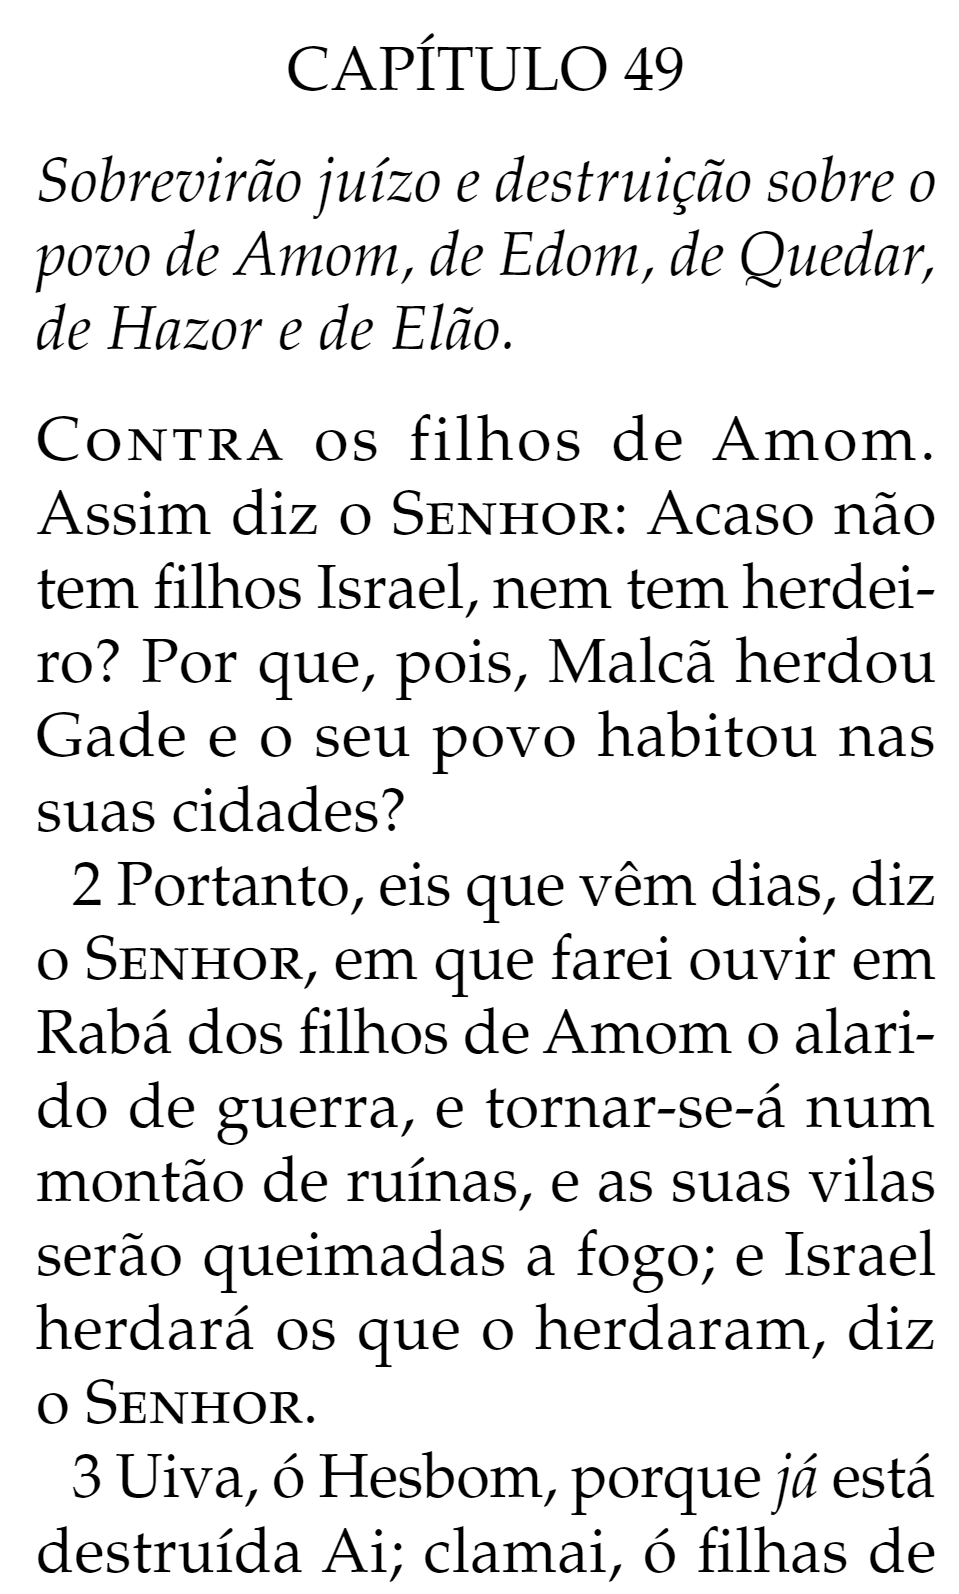 CAPÍTULO 49
Sobrevirão juízo e destruição sobre o
povo de Amom, de Edom, de Quedar,
de Hazor e de Elão.
CONTRA os filhos de Amom.
Assim diz o SENHOR: Acaso não
tem filhos Israel, nem tem herdei-
ro? Por que, pois, Malcã herdou
Gade e o seu povo habitou nas
suas cidades?
2 Portanto, eis que vêm dias, diz
o SENHOR, em que farei ouvir em
Rabá dos filhos de Amom o alari-
do de guerra, e tornar-se-á num
montão de ruínas, e as suas vilas
serão queimadas a fogo; e Israel
herdará os que o herdaram, diz
o SENHOR.
3 Uiva, ó Hesbom, porque já está
destruída Ai; clamai, ó filhas de